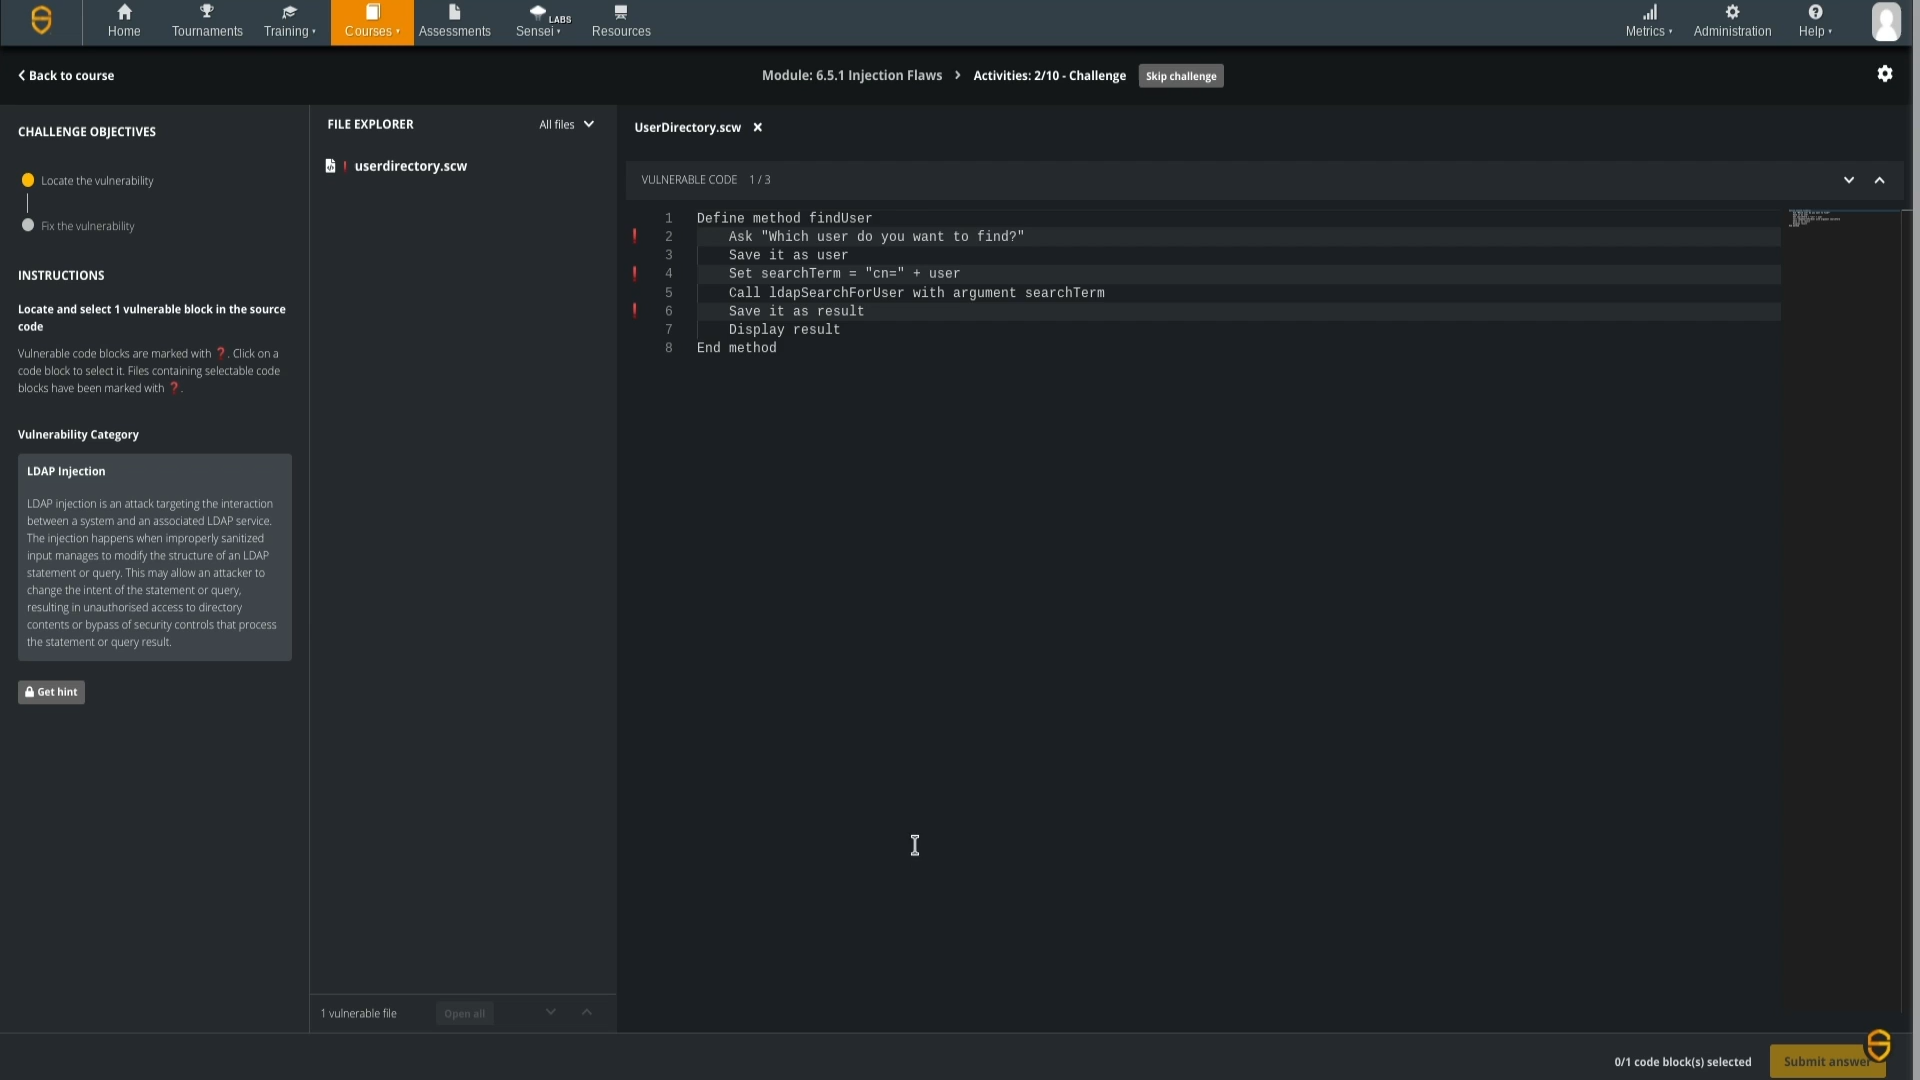 Home
Tournaments
Training
Courses
Assessments
Sensei LABS
Resources
Metrics
Administration
Help
Back to course
Module: 6.5.1 Injection Flaws > Activities: 2/10 - Challenge
Skip challenge
CHALLENGE OBJECTIVES
Locate the vulnerability
Fix the vulnerability
INSTRUCTIONS
Locate and select 1 vulnerable block in the source
code
Vulnerable code blocks are marked with ❓. Click on a
code block to select it. Files containing selectable code
blocks have been marked with ❓.
Vulnerability Category
LDAP Injection
LDAP injection is an attack targeting the interaction
between a system and an associated LDAP service.
The injection happens when improperly sanitized
input manages to modify the structure of an LDAP
statement or query. This may allow an attacker to
change the intent of the statement or query,
resulting in unauthorised access to directory
contents or bypass of security controls that process
the statement or query result.
Get hint
FILE EXPLORER
All files
userdirectory.scw
1 vulnerable file
Open all
UserDirectory.scw
VULNERABLE CODE 1 / 3
1 Define method findUser
2 Ask "Which user do you want to find?"
3 Save it as user
4 Set searchTerm = "cn=" + user
5 Call ldapSearchForUser with argument searchTerm
6 Save it as result
7 Display result
8 End method
0/1 code block(s) selected
Submit answer